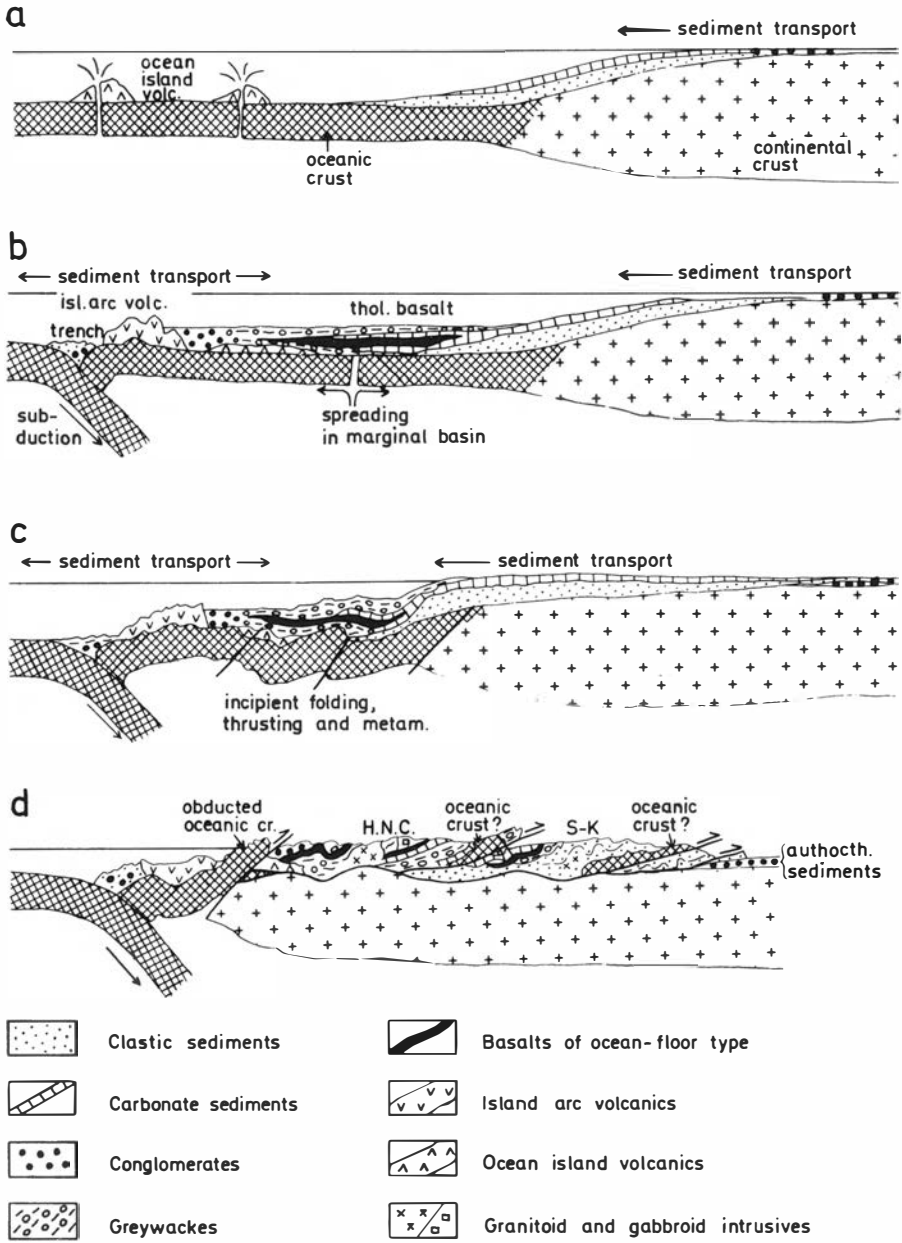 a
sediment transport
ocean
island
volc.
oceanic
crust
continental
crust
b
sediment transport
sediment transport
isl. arc volc.
thol. basalt
trench
sub-
duction
spreading
in marginal basin
c
sediment transport
sediment transport
incipient folding,
thrusting and metam.
d
obducted
oceanic cr.
H.N.C.
oceanic
crust?
S-K
oceanic
crust?
authocth.
sediments
Clastic sediments
Basalts of ocean-floor type
Carbonate sediments
Island arc volcanics
Conglomerates
Ocean island volcanics
Greywackes
Granitoid and gabbroid intrusives